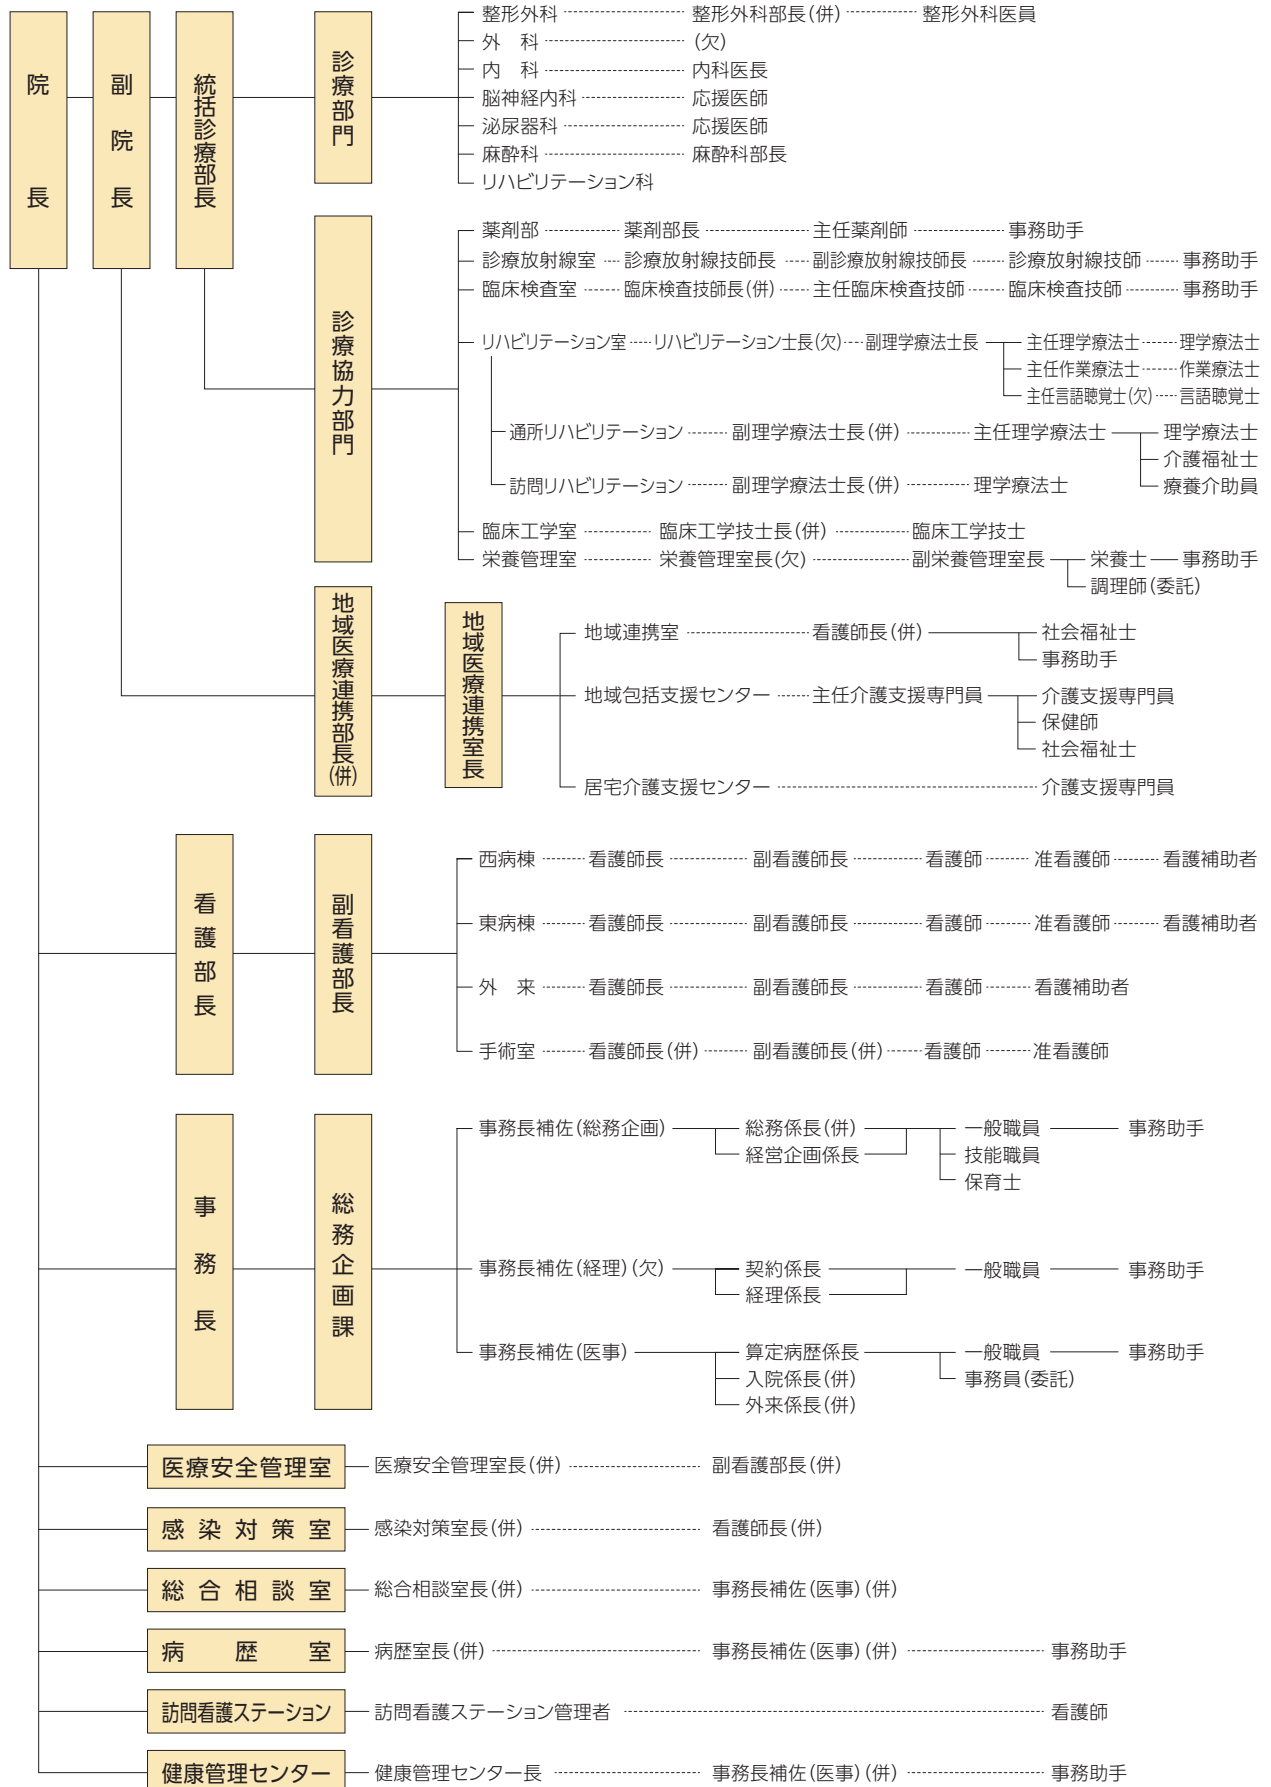 院長
副院長
統括診療部長
診療部門
整形外科 整形外科部長(併) 整形外科医員
外　科 (欠)
内　科 内科医長
脳神経内科 応援医師
泌尿器科 応援医師
麻酔科 麻酔科部長
リハビリテーション科
診療協力部門
薬剤部 薬剤部長 主任薬剤師 事務助手
診療放射線室 診療放射線技師長 副診療放射線技師長 診療放射線技師 事務助手
臨床検査室 臨床検査技師長(併) 主任臨床検査技師 臨床検査技師 事務助手
リハビリテーション室 リハビリテーション士長(欠) 副理学療法士長 主任理学療法士 理学療法士
主任作業療法士 作業療法士
主任言語聴覚士(欠) 言語聴覚士
通所リハビリテーション 副理学療法士長(併) 主任理学療法士 理学療法士
介護福祉士
療養介助員
訪問リハビリテーション 副理学療法士長(併) 理学療法士
臨床工学室 臨床工学技士長(併) 臨床工学技士
栄養管理室 栄養管理室長(欠) 副栄養管理室長 栄養士 事務助手
調理師(委託)
地域医療連携部長(併)
地域医療連携室長
地域連携室 看護師長(併) 社会福祉士
事務助手
地域包括支援センター 主任介護支援専門員 介護支援専門員
保健師
社会福祉士
居宅介護支援センター 介護支援専門員
看護部長
副看護部長
西病棟 看護師長 副看護師長 看護師 准看護師 看護補助者
東病棟 看護師長 副看護師長 看護師 准看護師 看護補助者
外　来 看護師長 副看護師長 看護師 看護補助者
手術室 看護師長(併) 副看護師長(併) 看護師 准看護師
事務長
総務企画課
事務長補佐(総務企画) 総務係長(併) 一般職員 事務助手
経営企画係長 技能職員
保育士
事務長補佐(経理)(欠) 契約係長 一般職員 事務助手
経理係長
事務長補佐(医事) 算定病歴係長 一般職員 事務助手
入院係長(併) 事務員(委託)
外来係長(併)
医療安全管理室 医療安全管理室長(併) 副看護部長(併)
感染対策室 感染対策室長(併) 看護師長(併)
総合相談室 総合相談室長(併) 事務長補佐(医事)(併)
病歴室 病歴室長(併) 事務長補佐(医事)(併) 事務助手
訪問看護ステーション 訪問看護ステーション管理者 看護師
健康管理センター 健康管理センター長 事務長補佐(医事)(併) 事務助手